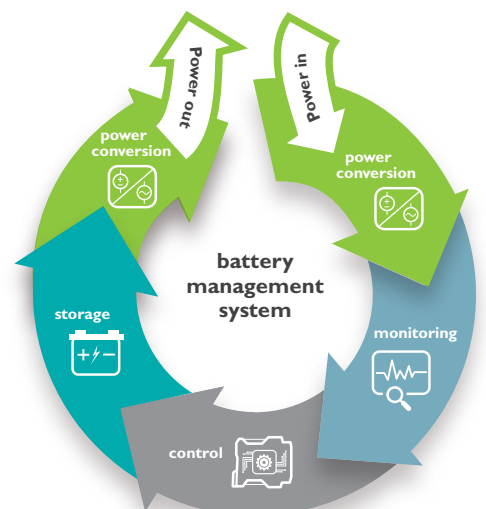 Power out
Power in
power
conversion
power
conversion
battery
management
system
storage
monitoring
control